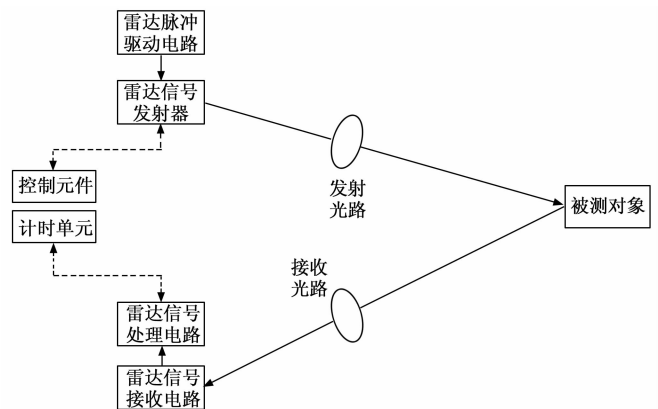 雷达脉冲
驱动电路
雷达信号
发射器
控制元件
计时单元
发射
光路
被测对象
接收
光路
雷达信号
处理电路
雷达信号
接收电路